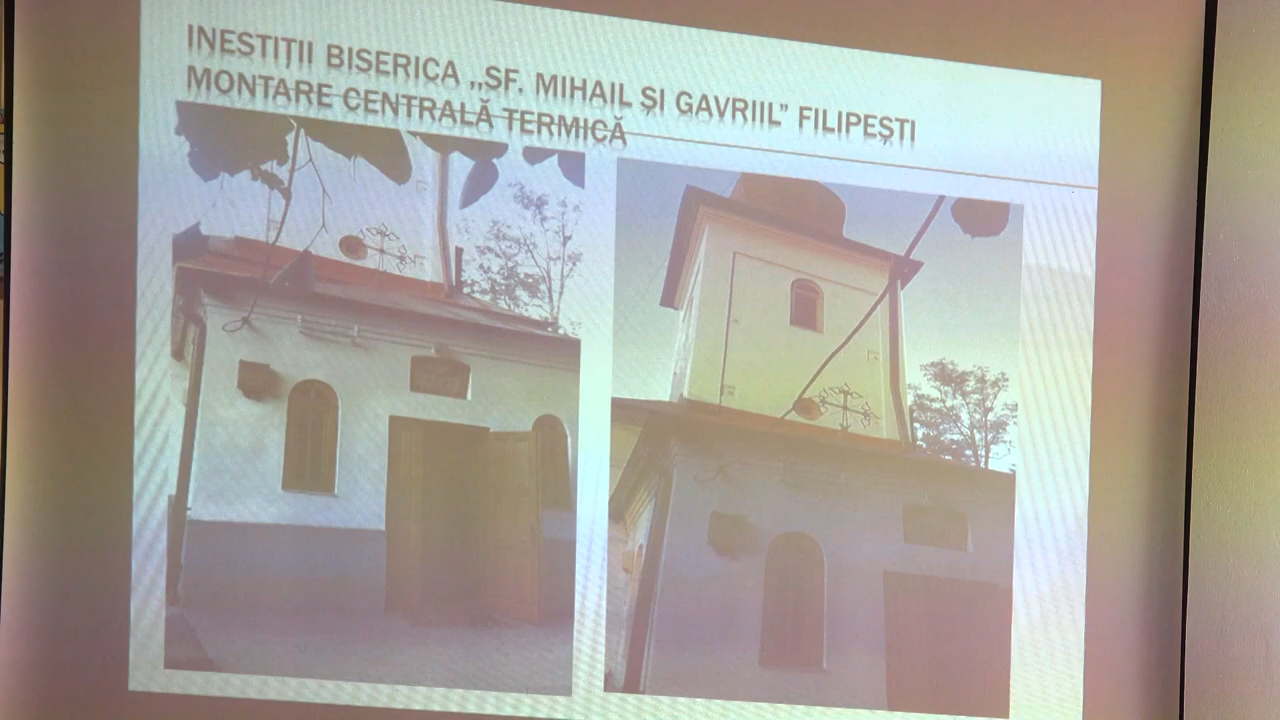 INESTIȚII BISERICA ,,SF. MIHAIL ȘI GAVRIIL” FILIPEȘTI
MONTARE CENTRALĂ TERMICĂ